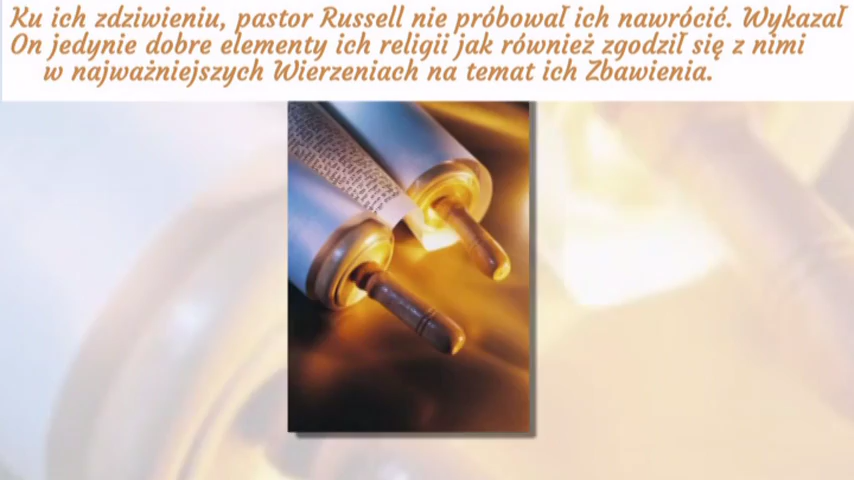 Ku ich zdziwieniu, pastor Russell nie próbował ich nawrócić. Wykazał
On jedynie dobre elementy ich religii jak również zgodził się z nimi
w najważniejszych Wierzeniach na temat ich Zbawienia.